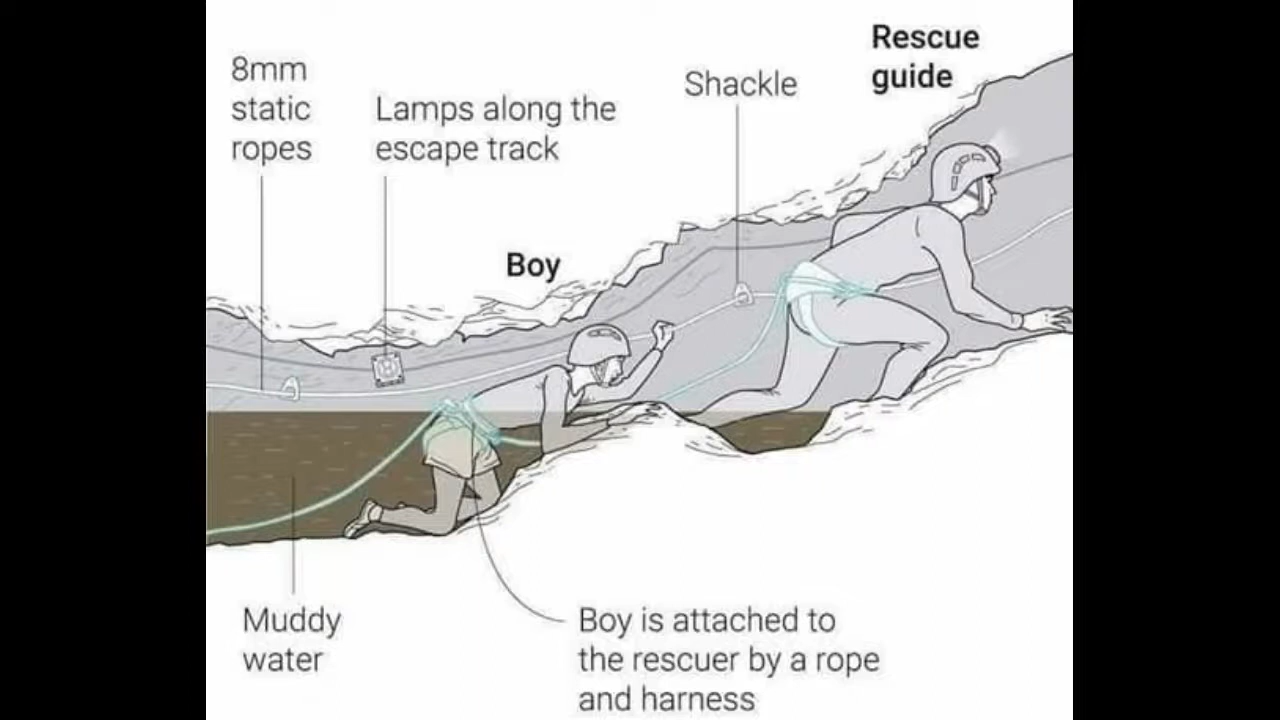 Rescue
guide
8mm
static
ropes
Lamps along the
escape track
Shackle
Boy
Muddy
water
Boy is attached to
the rescuer by a rope
and harness